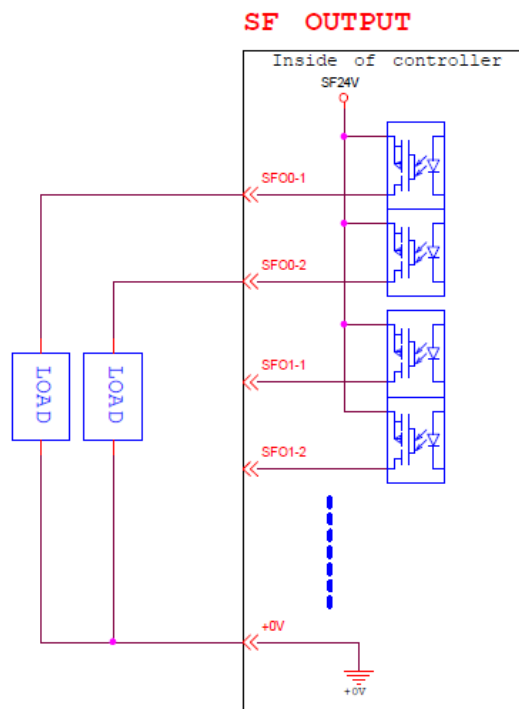 SF OUTPUT
Inside of controller
SF24V
SFO0-1
SFO0-2
SFO1-1
LOAD
LOAD
SFO1-2
+0V
+0V